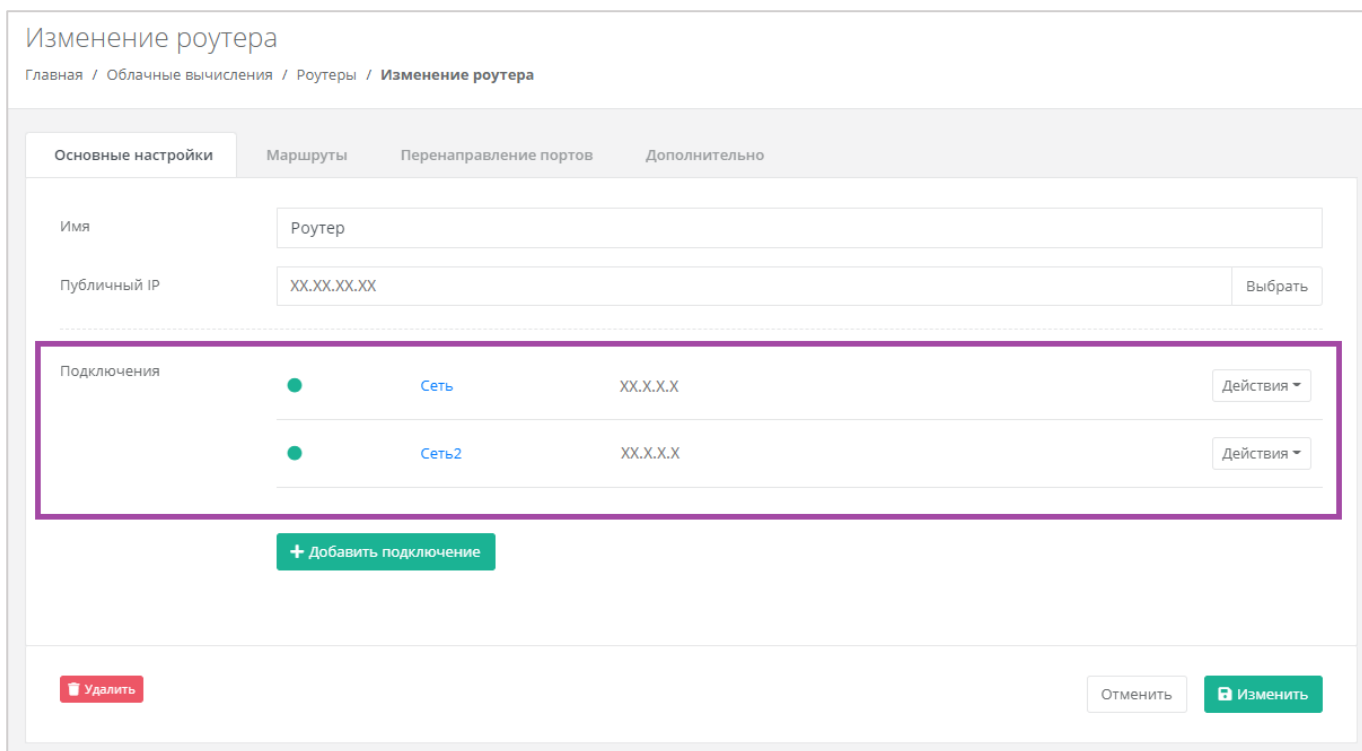 Изменение роутера
Главная / Облачные вычисления / Роутеры / Изменение роутера
Основные настройки Маршруты Перенаправление портов Дополнительно
Имя Роутер
Публичный IP XX.XX.XX.XX Выбрать
Подключения
Сеть XX.X.X.X Действия
Сеть2 XX.X.X.X Действия
+ Добавить подключение
Удалить Отменить Изменить